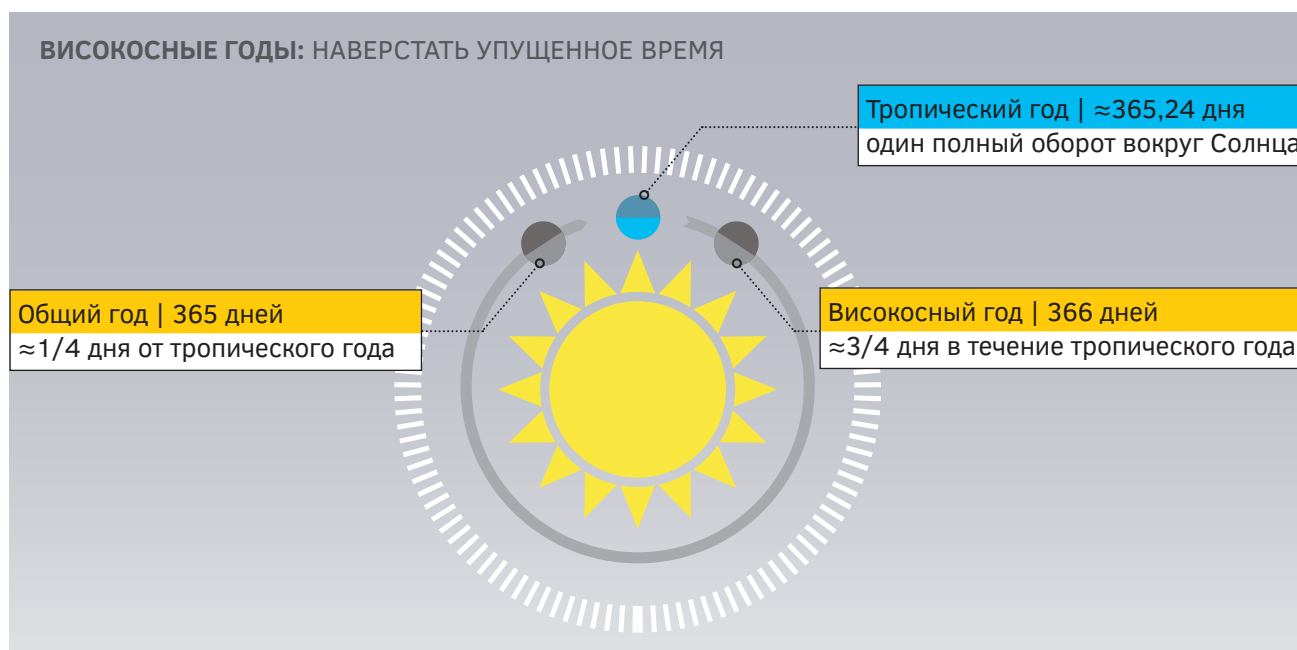 ВИСОКОСНЫЕ ГОДЫ: НАВЕРСТАТЬ УПУЩЕННОЕ ВРЕМЯ
Тропический год | ≈365,24 дня
один полный оборот вокруг Солнца
Общий год | 365 дней
≈1/4 дня от тропического года
Високосный год | 366 дней
≈3/4 дня в течение тропического года